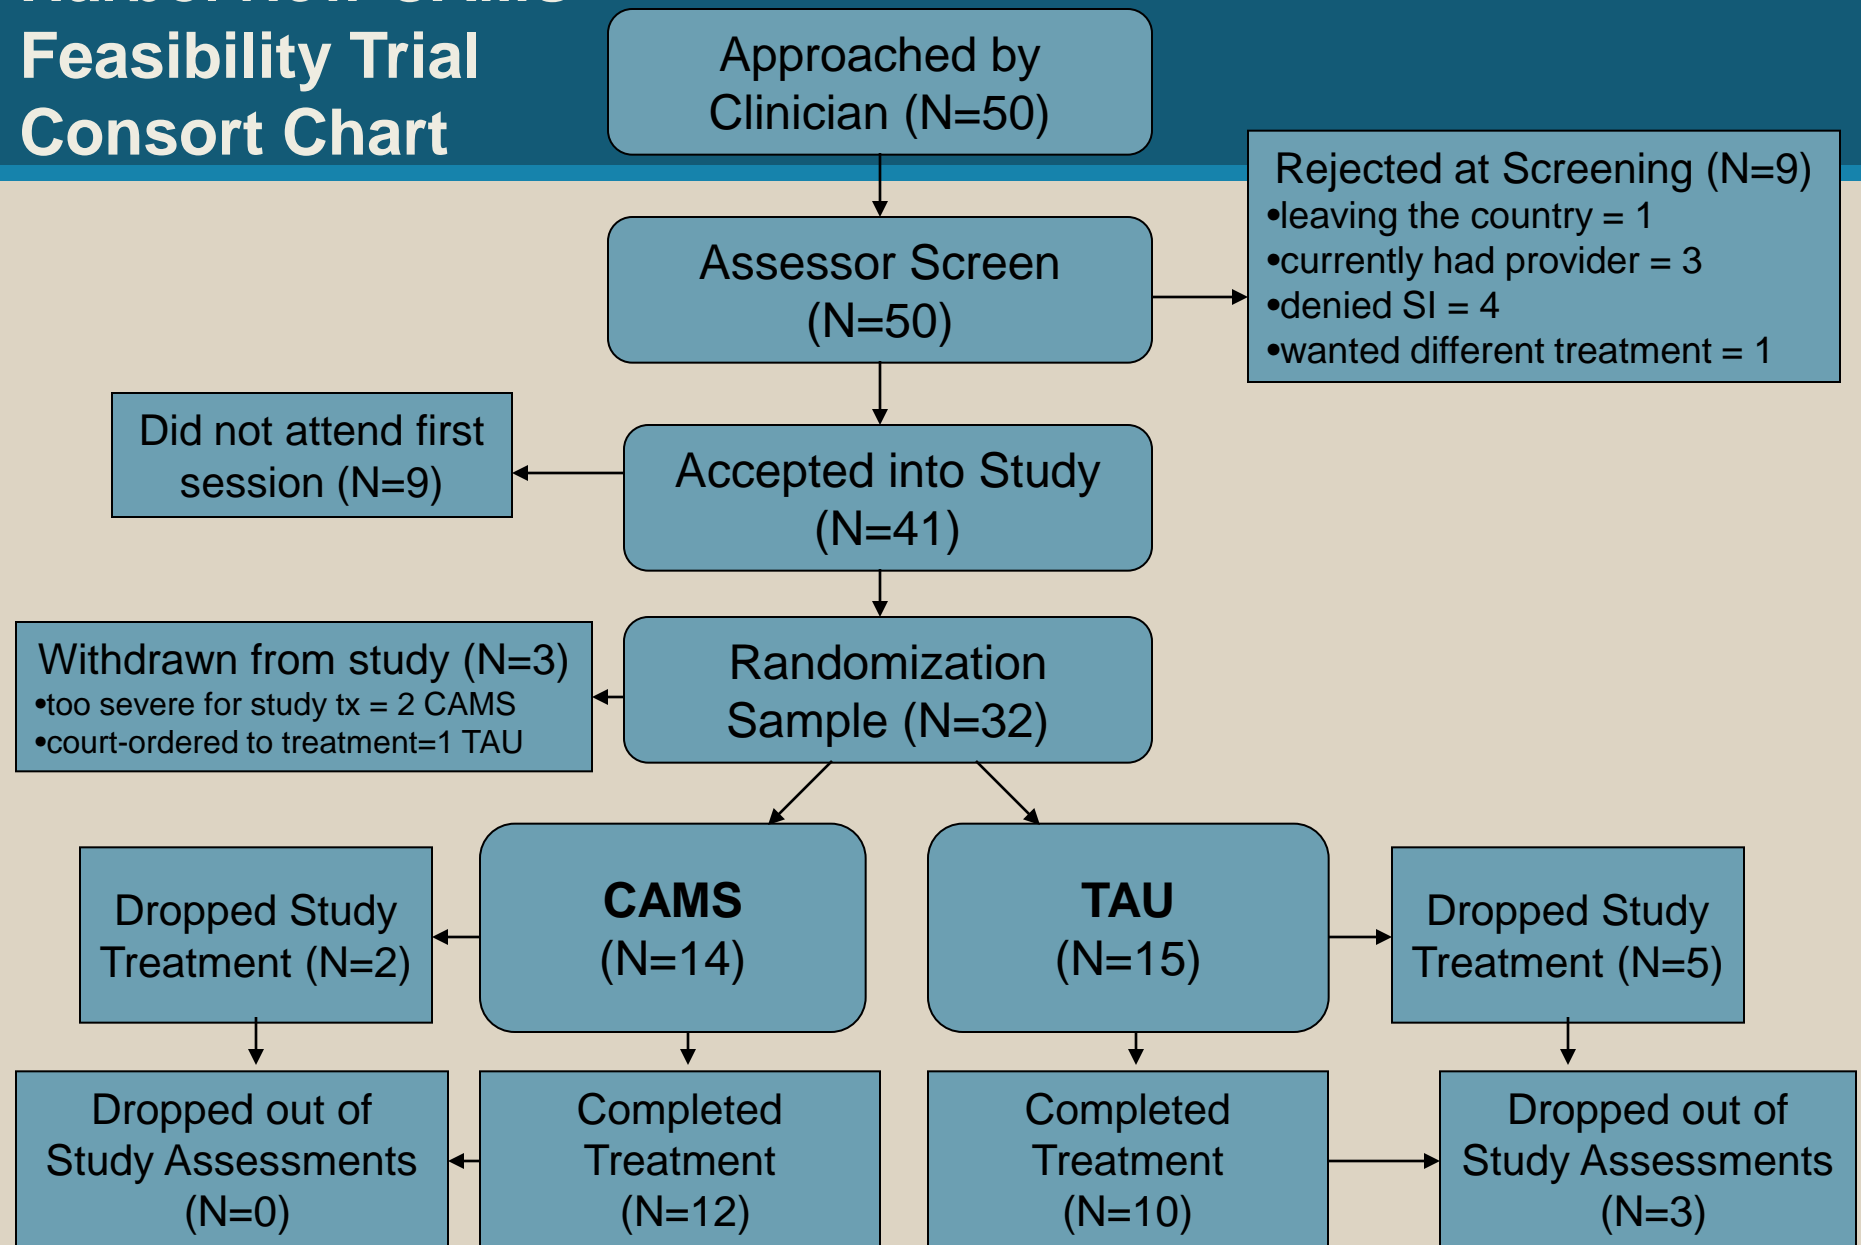 Feasibility Trial
Consort Chart
Approached by
Clinician (N=50)
Rejected at Screening (N=9)
•leaving the country = 1
•currently had provider = 3
•denied SI = 4
•wanted different treatment = 1
Assessor Screen
(N=50)
Did not attend first
session (N=9)
Accepted into Study
(N=41)
Withdrawn from study (N=3)
•too severe for study tx = 2 CAMS
•court-ordered to treatment=1 TAU
Randomization
Sample (N=32)
Dropped Study
Treatment (N=2)
CAMS
(N=14)
TAU
(N=15)
Dropped Study
Treatment (N=5)
Dropped out of
Study Assessments
(N=0)
Completed
Treatment
(N=12)
Completed
Treatment
(N=10)
Dropped out of
Study Assessments
(N=3)